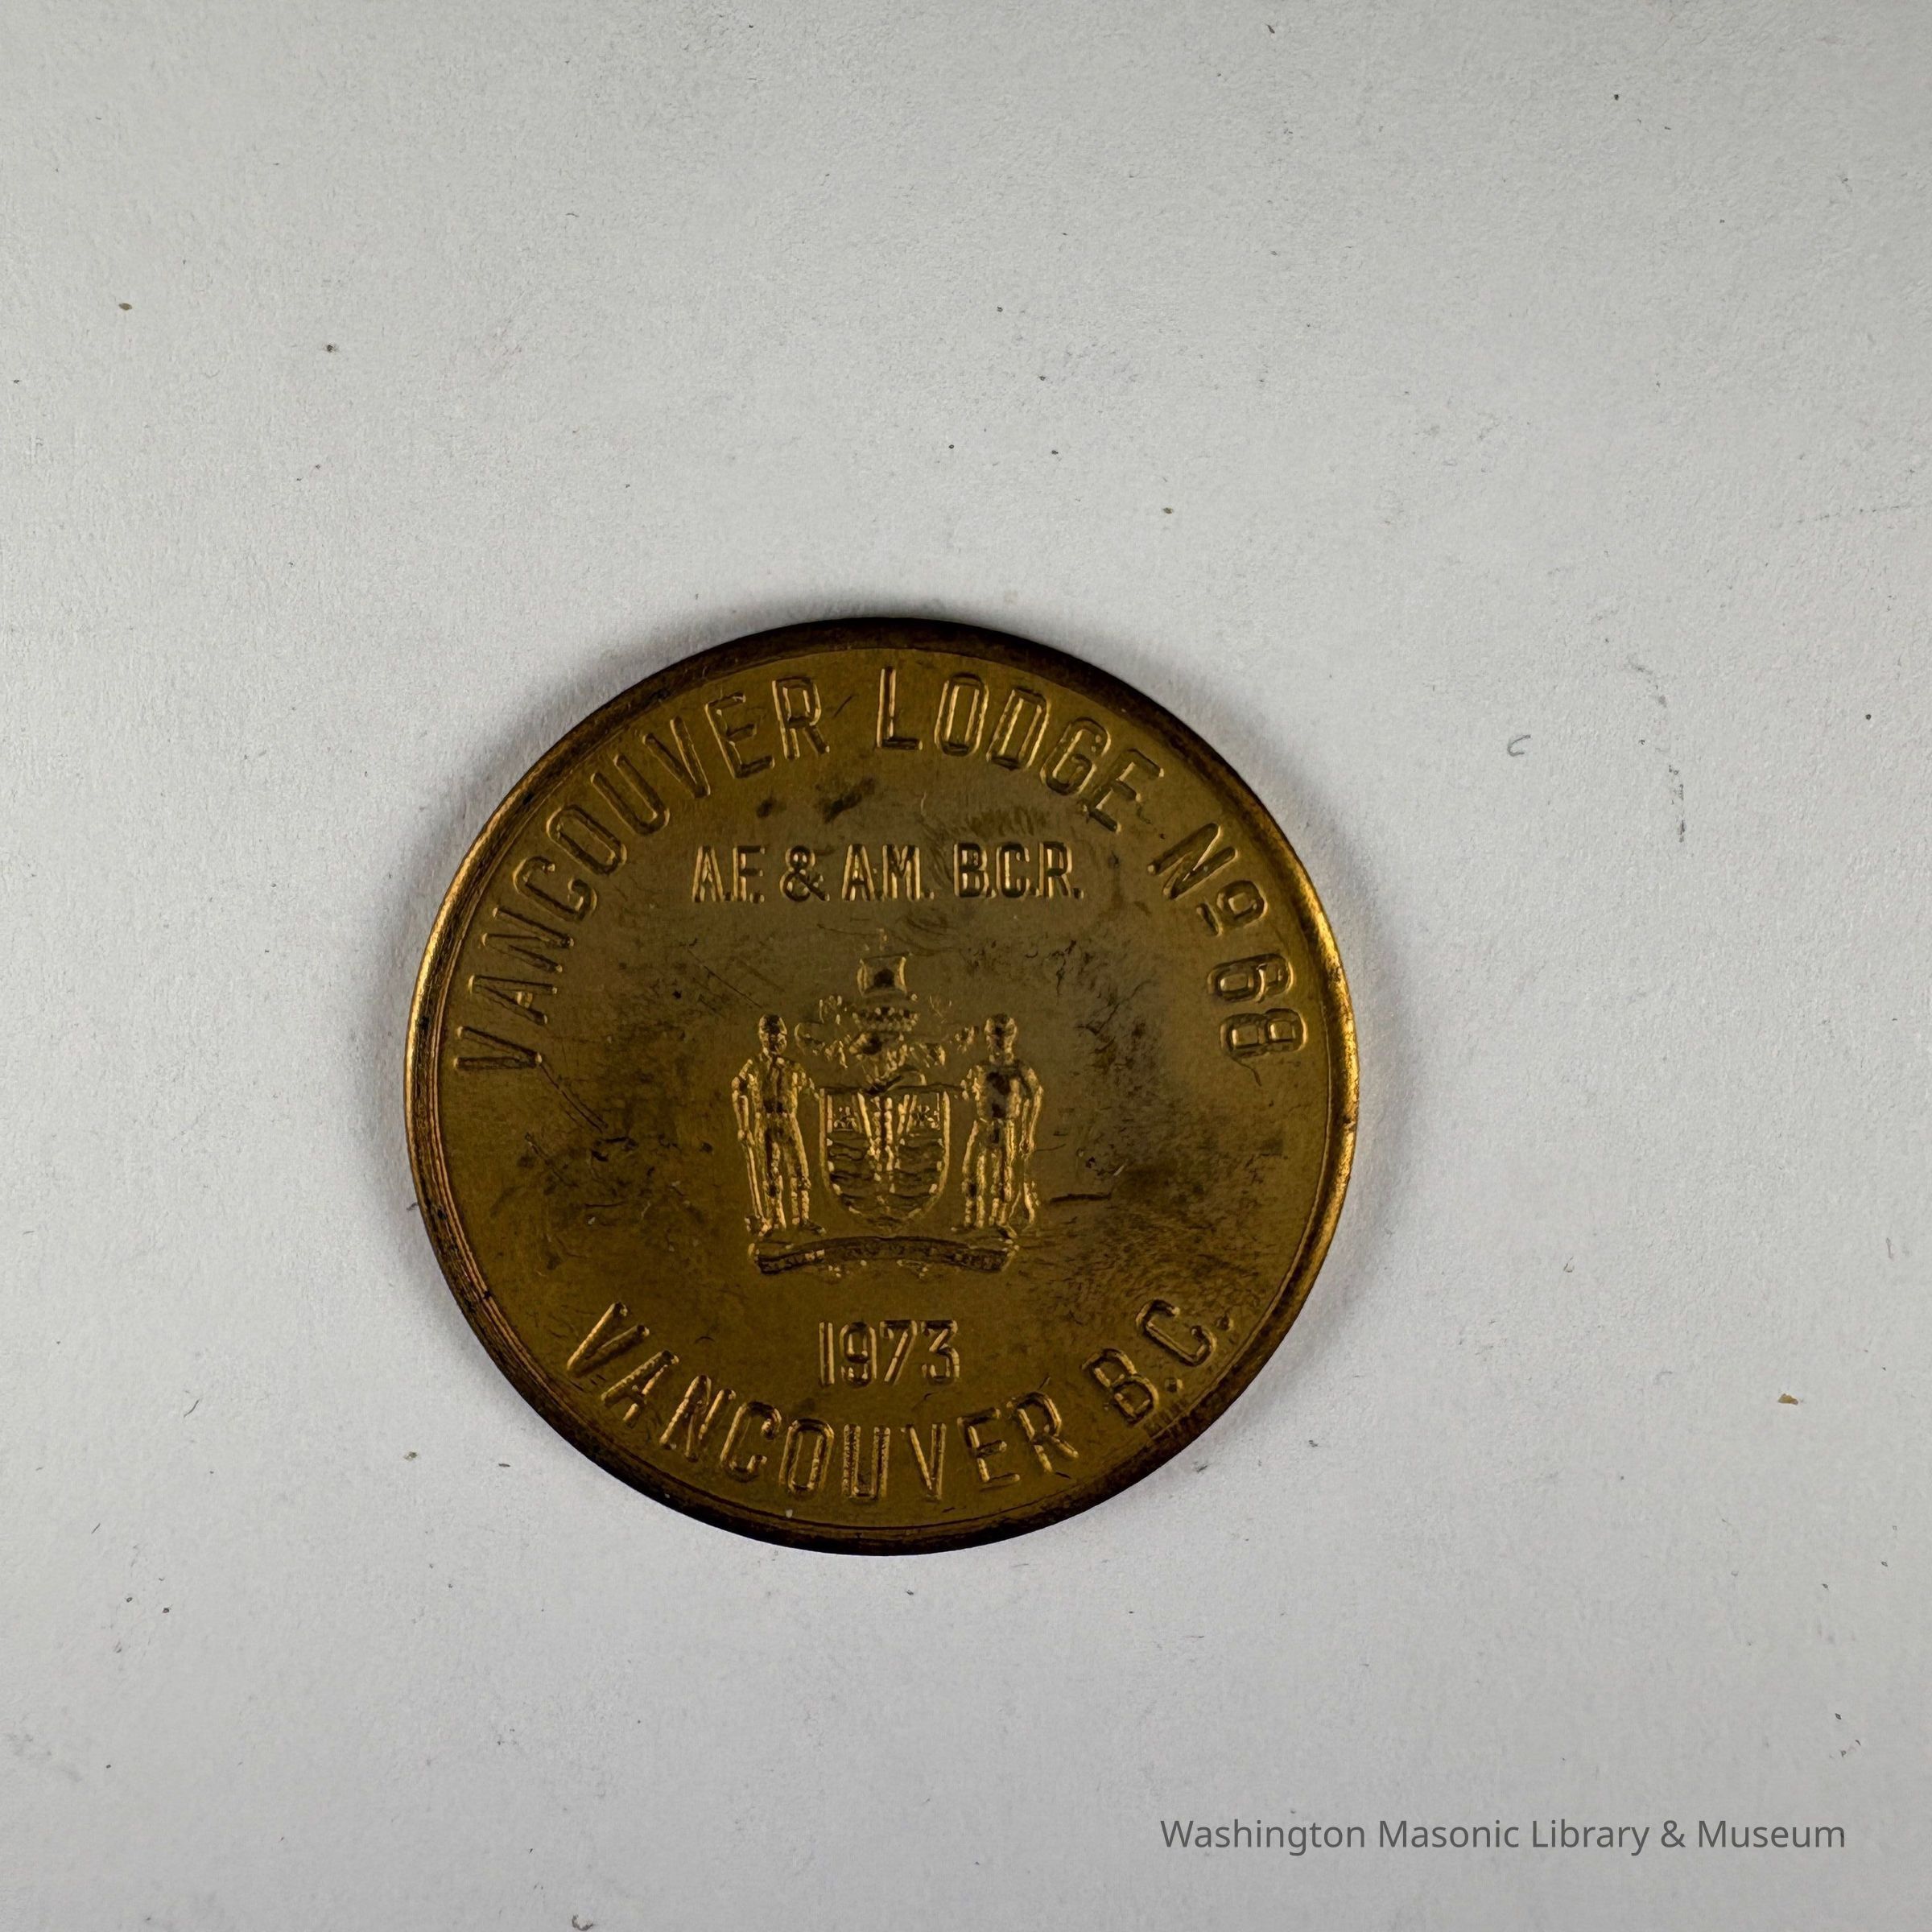 VANCOUVER LODGE Nº 68
A.F. & A.M. B.C.R.
1973
VANCOUVER B.C.
Washington Masonic Library & Museum